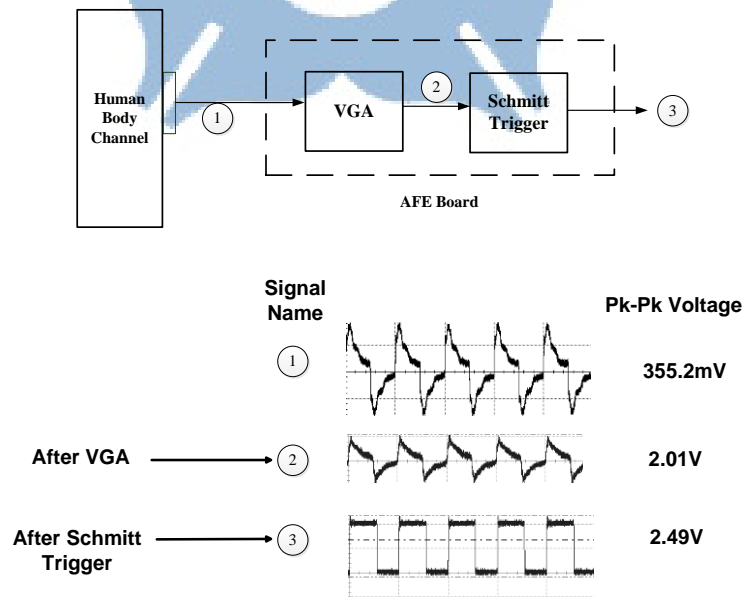 Human
Body
Channel
1
VGA
2
Schmitt
Trigger
3
AFE Board
Signal
Name
Pk-Pk Voltage
1
355.2mV
After VGA
2
2.01V
After Schmitt
Trigger
3
2.49V